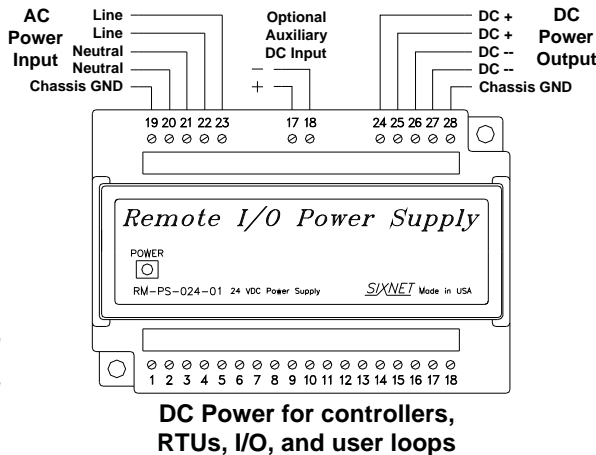 AC
Power
Input
Line
Line
Neutral
Neutral
Chassis GND
Optional
Auxiliary
DC Input
–
+
DC +
DC +
DC --
DC --
Chassis GND
DC
Power
Output
19 20 21 22 23
17 18
24 25 26 27 28
Remote I/O Power Supply
POWER
RM-PS-024-01 24 VDC Power Supply
SIXNET Made in USA
1 2 3 4 5 6 7 8 9 10 11 12 13 14 15 16 17 18
DC Power for controllers,
RTUs, I/O, and user loops